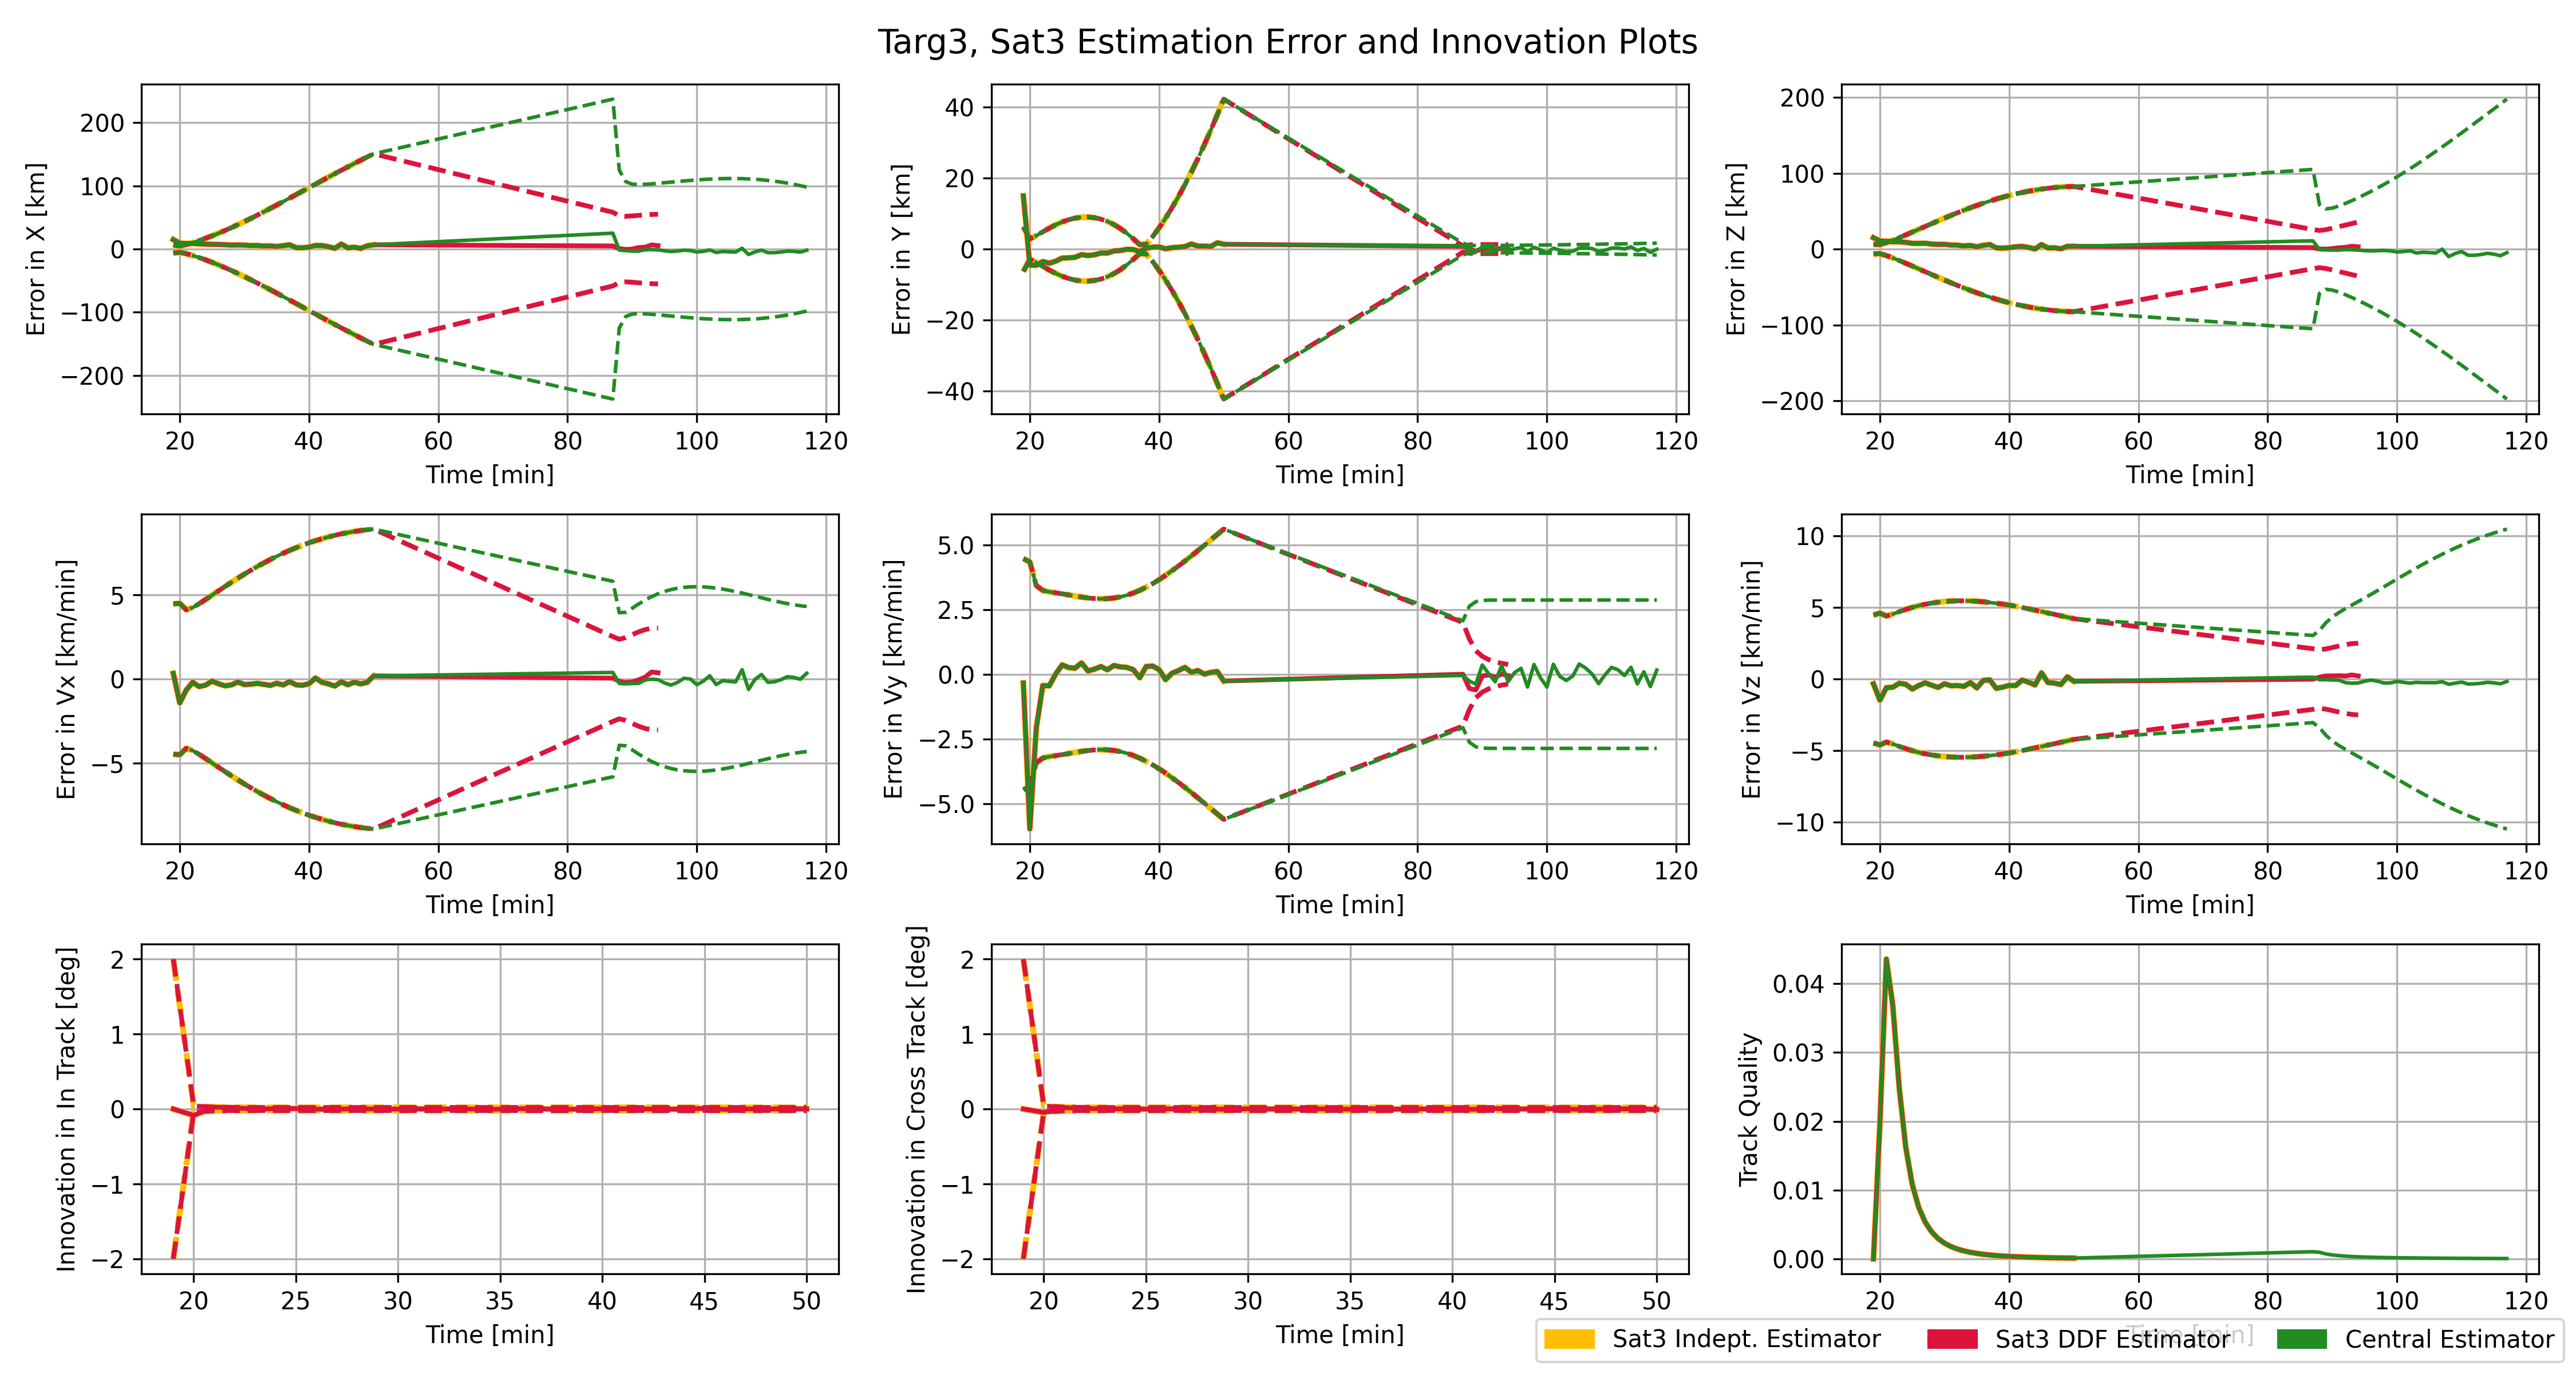 Targ3, Sat3 Estimation Error and Innovation Plots
Error in X [km]
200
100
0
−100
−200
20 40 60 80 100 120
Time [min]
Error in Y [km]
40
20
0
−20
−40
20 40 60 80 100 120
Time [min]
Error in Z [km]
200
100
0
−100
−200
20 40 60 80 100 120
Time [min]
Error in Vx [km/min]
5
0
−5
20 40 60 80 100 120
Time [min]
Error in Vy [km/min]
5.0
2.5
0.0
−2.5
−5.0
20 40 60 80 100 120
Time [min]
Error in Vz [km/min]
10
5
0
−5
−10
20 40 60 80 100 120
Time [min]
Innovation in In Track [deg]
2
1
0
−1
−2
20 25 30 35 40 45 50
Time [min]
Innovation in Cross Track [deg]
2
1
0
−1
−2
20 25 30 35 40 45 50
Time [min]
Track Quality
0.04
0.03
0.02
0.01
0.00
20 40 60 80 100 120
Time [min]
Sat3 Indept. Estimator Sat3 DDF Estimator Central Estimator